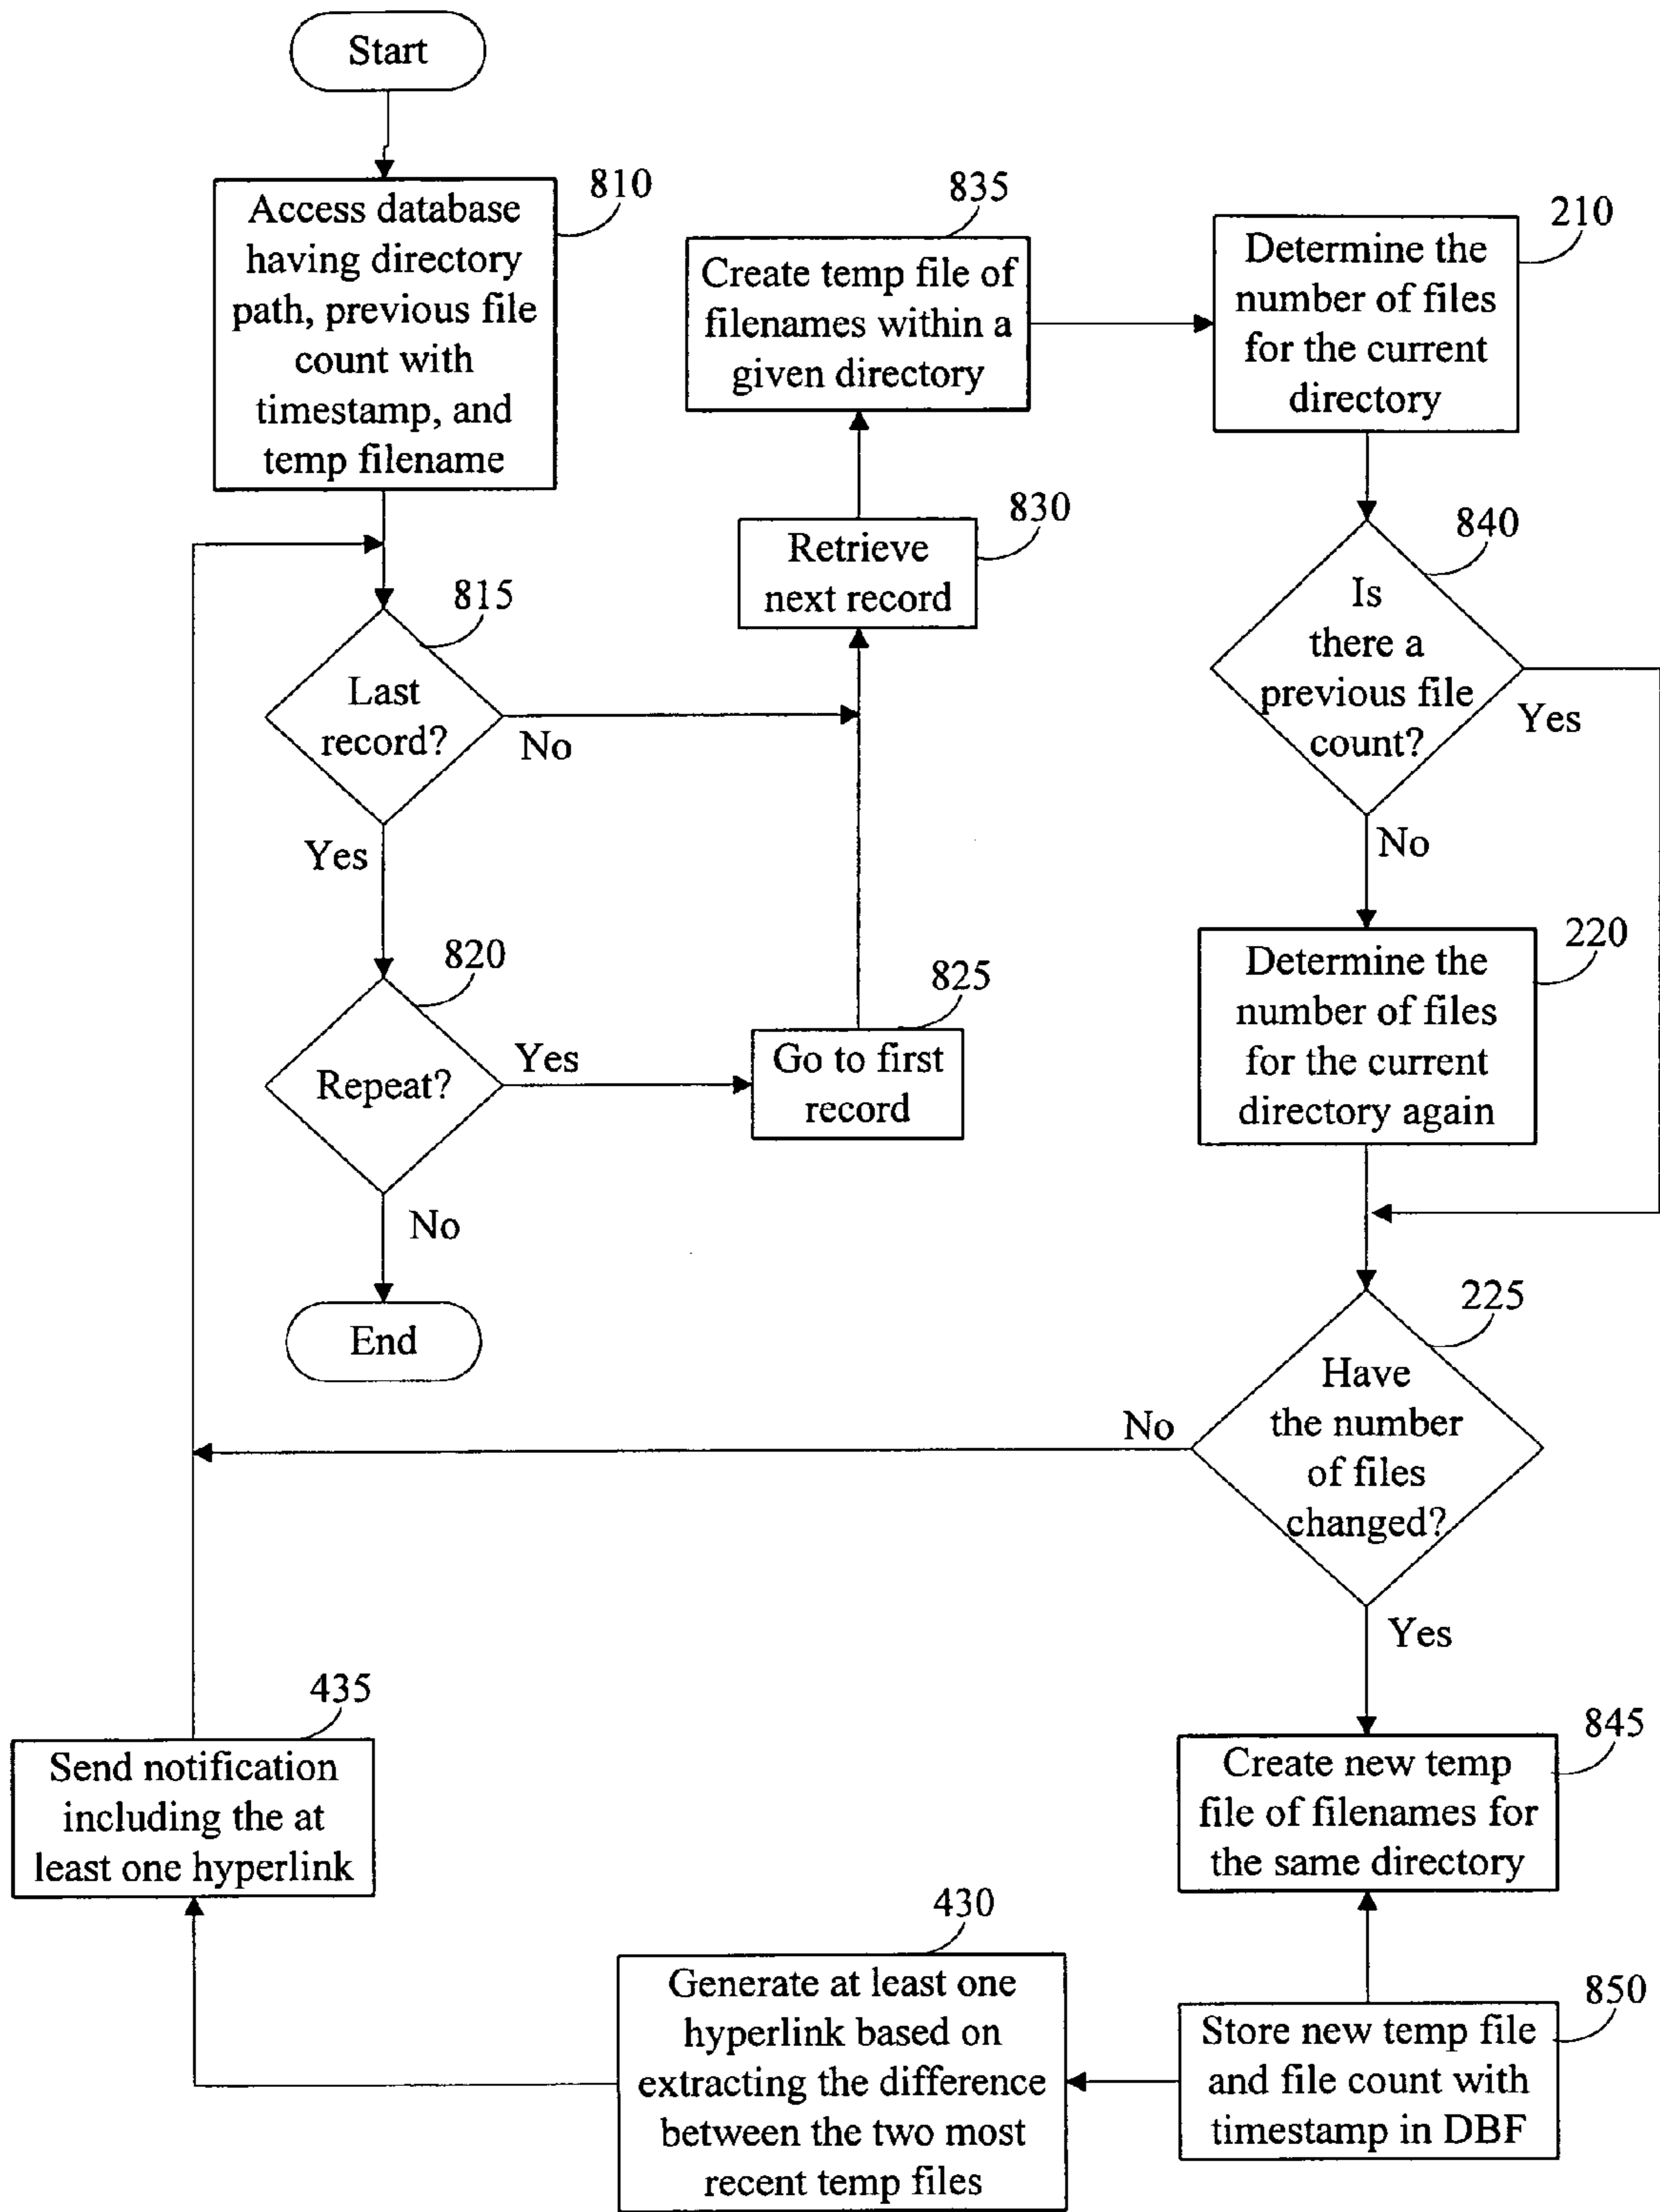 Start
810
Access database
having directory
path, previous file
count with
timestamp, and
temp filename
815
Last
record?
No
Yes
820
Repeat?
Yes
No
End
825
Go to first
record
830
Retrieve
next record
835
Create temp file of
filenames within a
given directory
210
Determine the
number of files
for the current
directory
840
Is
there a
previous file
count?
Yes
No
220
Determine the
number of files
for the current
directory again
225
Have
the number
of files
changed?
No
Yes
845
Create new temp
file of filenames for
the same directory
850
Store new temp file
and file count with
timestamp in DBF
430
Generate at least one
hyperlink based on
extracting the difference
between the two most
recent temp files
435
Send notification
including the at
least one hyperlink